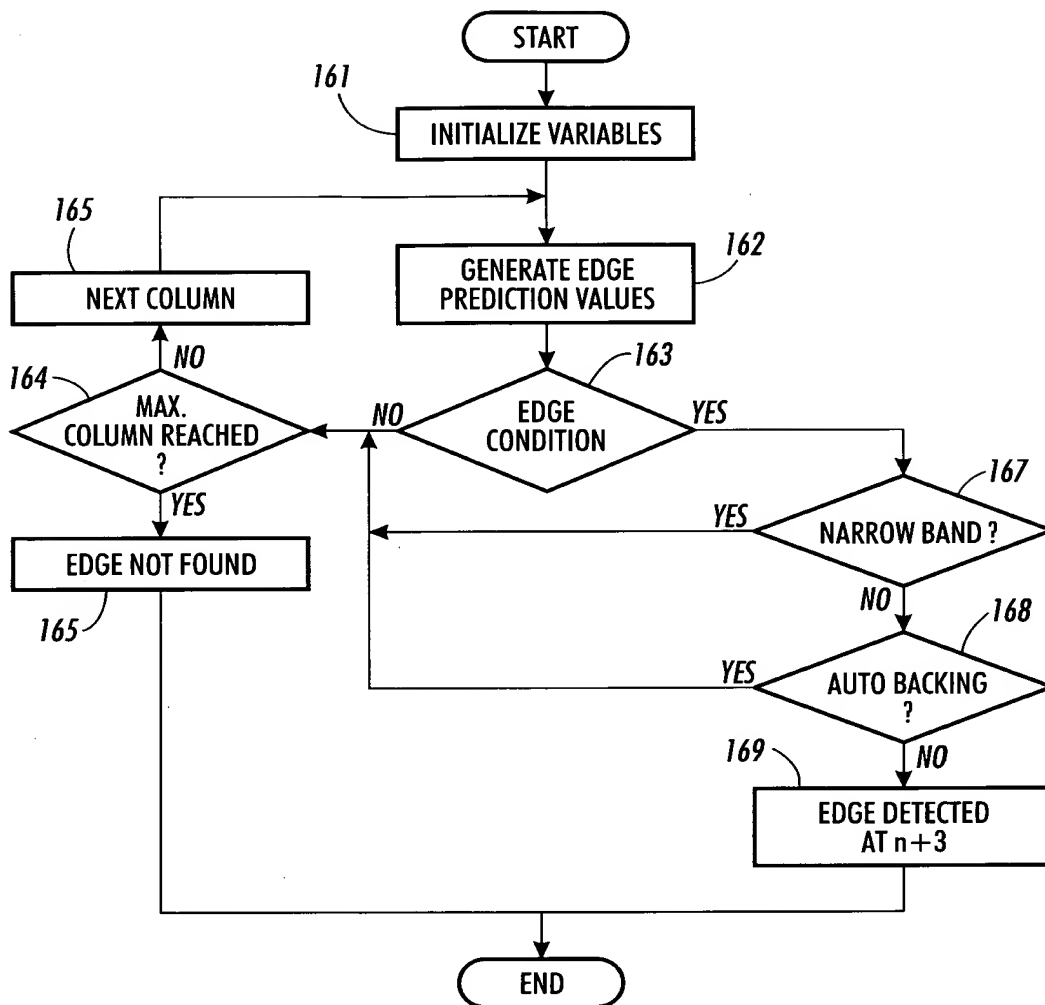 START
161
INITIALIZE VARIABLES
165
NEXT COLUMN
GENERATE EDGE
PREDICTION VALUES
162
NO
164
MAX.
COLUMN REACHED
?
YES
NO
EDGE
CONDITION
163
YES
EDGE NOT FOUND
165
YES
NARROW BAND ?
167
NO
YES
AUTO BACKING
?
168
NO
169
EDGE DETECTED
AT n+3
END